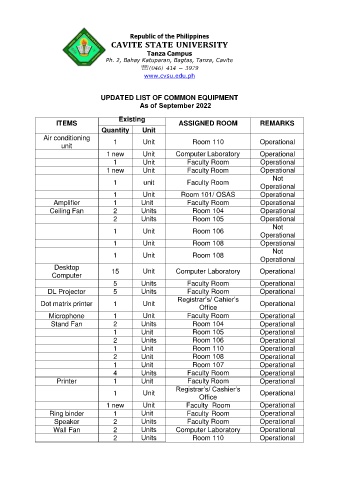 Republic of the Philippines
CAVITE STATE UNIVERSITY
Tanza Campus
Ph. 2, Bahay Katuparan, Bagtas, Tanza, Cavite
☏(046) 414 – 3979
www.cvsu.edu.ph
UPDATED LIST OF COMMON EQUIPMENT
As of September 2022
ITEMS Existing ASSIGNED ROOM REMARKS
Quantity Unit
Air conditioning unit 1 Unit Room 110 Operational
1 new Unit Computer Laboratory Operational
1 Unit Faculty Room Operational
1 new Unit Faculty Room Operational
1 unit Faculty Room Not Operational
1 Unit Room 101/ OSAS Operational
Amplifier 1 Unit Faculty Room Operational
Ceiling Fan 2 Units Room 104 Operational
2 Units Room 105 Operational
1 Unit Room 106 Not Operational
1 Unit Room 108 Operational
1 Unit Room 108 Not Operational
Desktop Computer 15 Unit Computer Laboratory Operational
5 Units Faculty Room Operational
DL Projector 5 Units Faculty Room Operational
Dot matrix printer 1 Unit Registrar's/ Cahier's Office Operational
Microphone 1 Unit Faculty Room Operational
Stand Fan 2 Units Room 104 Operational
1 Unit Room 105 Operational
2 Units Room 106 Operational
1 Unit Room 110 Operational
2 Unit Room 108 Operational
1 Unit Room 107 Operational
4 Units Faculty Room Operational
Printer 1 Unit Faculty Room Operational
1 Unit Registrar's/ Cashier's Office Operational
1 new Unit Faculty Room Operational
Ring binder 1 Unit Faculty Room Operational
Speaker 2 Units Faculty Room Operational
Wall Fan 2 Units Computer Laboratory Operational
2 Units Room 110 Operational